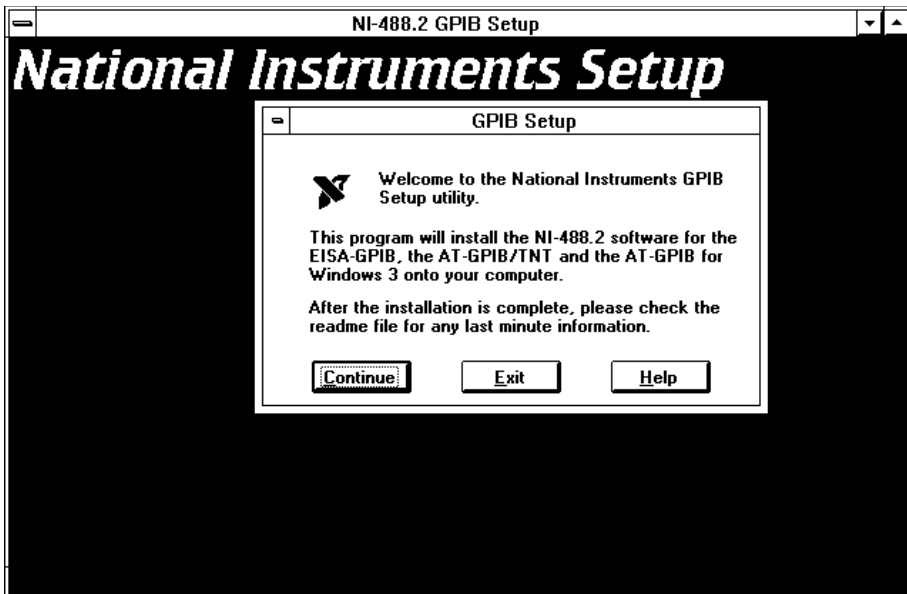 NI-488.2 GPIB Setup
National Instruments Setup
GPIB Setup
Welcome to the National Instruments GPIB
Setup utility.
This program will install the NI-488.2 software for the
EISA-GPIB, the AT-GPIB/TNT and the AT-GPIB for
Windows 3 onto your computer.
After the installation is complete, please check the
readme file for any last minute information.
Continue Exit Help